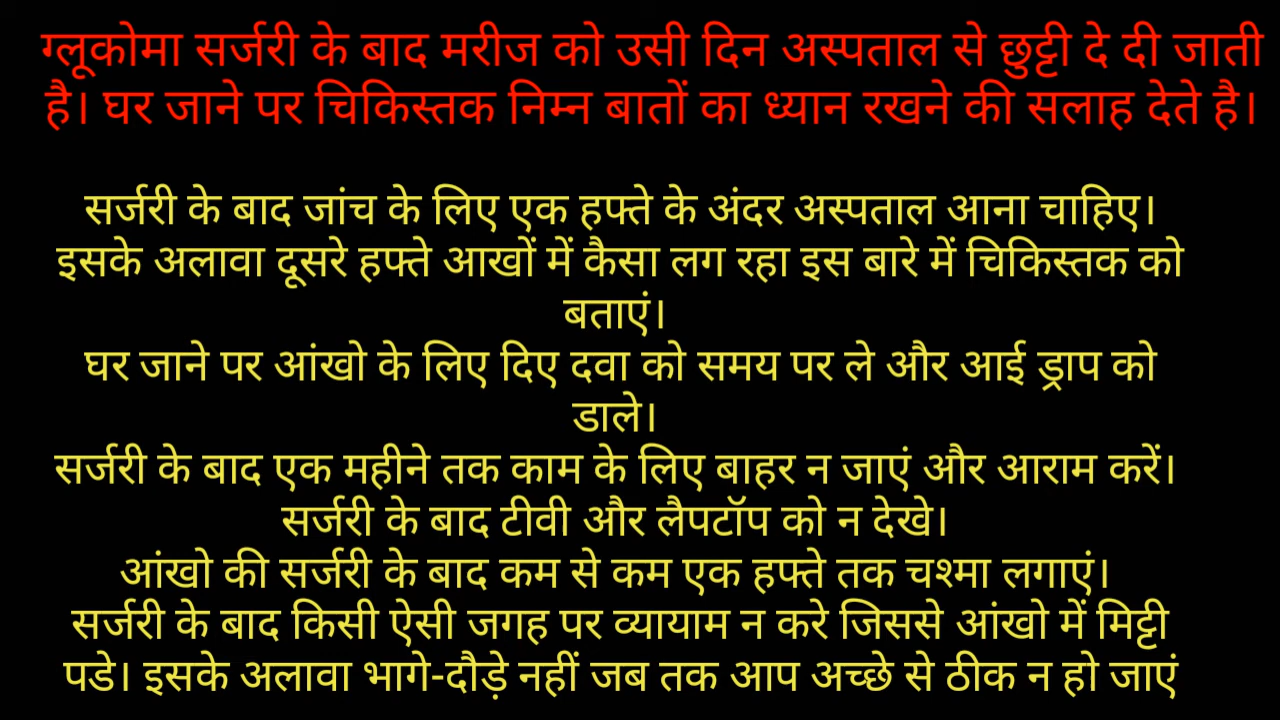 ग्लूकोमा सर्जरी के बाद मरीज को उसी दिन अस्पताल से छुट्टी दे दी जाती
है। घर जाने पर चिकिस्तक निम्न बातों का ध्यान रखने की सलाह देते है।
सर्जरी के बाद जांच के लिए एक हफ्ते के अंदर अस्पताल आना चाहिए।
इसके अलावा दूसरे हफ्ते आखों में कैसा लग रहा इस बारे में चिकिस्तक को
बताएं।
घर जाने पर आंखो के लिए दिए दवा को समय पर ले और आई ड्राप को
डाले।
सर्जरी के बाद एक महीने तक काम के लिए बाहर न जाएं और आराम करें।
सर्जरी के बाद टीवी और लैपटॉप को न देखे।
आंखो की सर्जरी के बाद कम से कम एक हफ्ते तक चश्मा लगाएं।
सर्जरी के बाद किसी ऐसी जगह पर व्यायाम न करे जिससे आंखो में मिट्टी
पडे। इसके अलावा भागे-दौड़े नहीं जब तक आप अच्छे से ठीक न हो जाएं